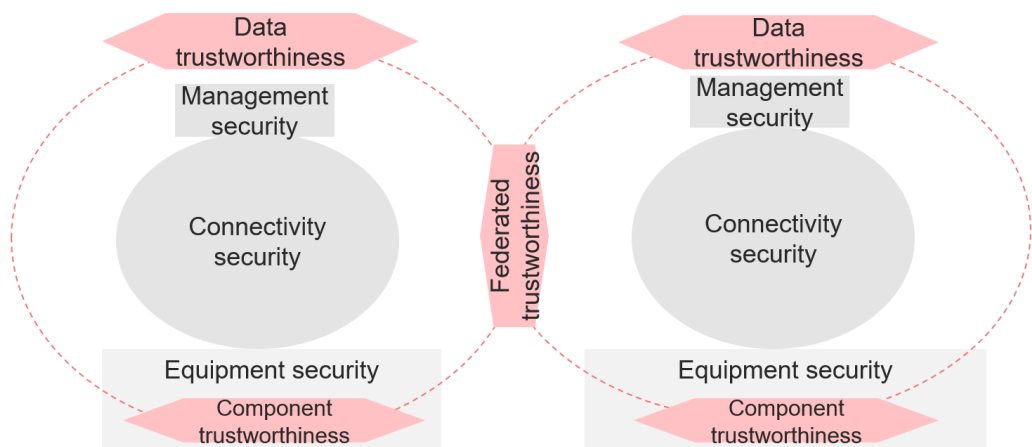 Data
trustworthiness
Management
security
Connectivity
security
Equipment security
Component
trustworthiness
Federated
trustworthiness
Data
trustworthiness
Management
security
Connectivity
security
Equipment security
Component
trustworthiness